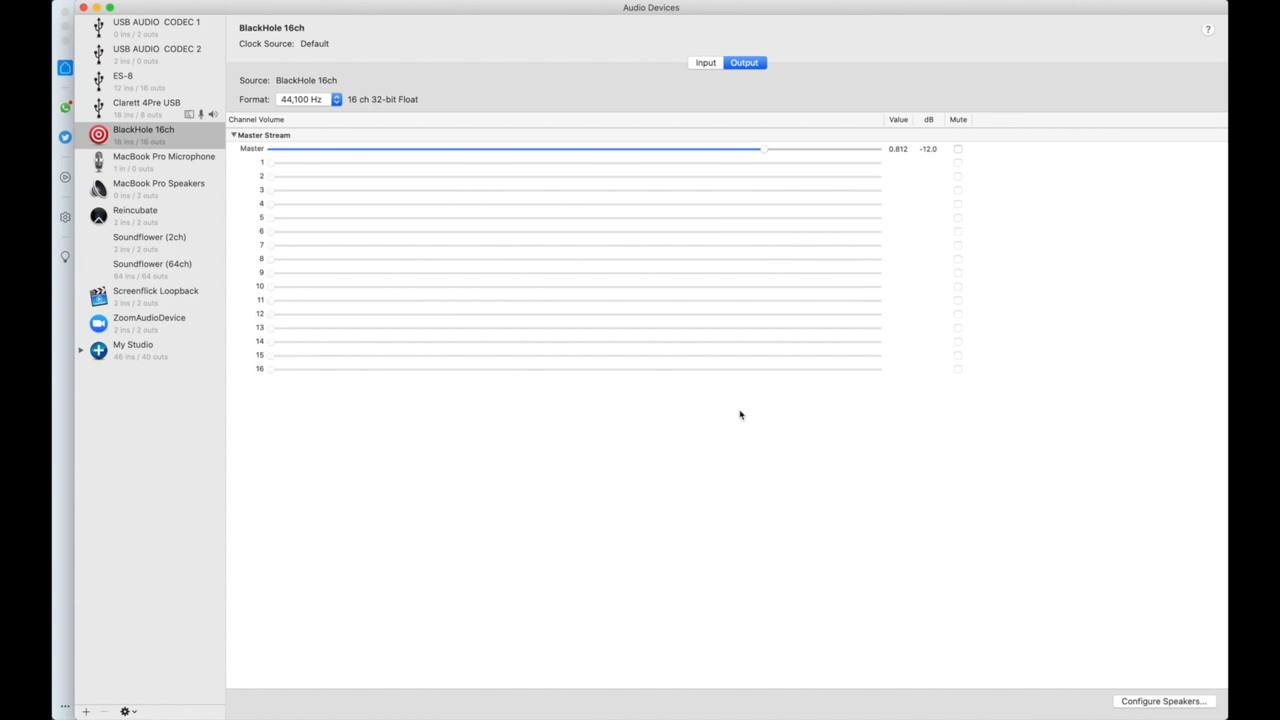 Audio Devices
USB AUDIO  CODEC 1
0 ins / 2 outs
USB AUDIO  CODEC 2
2 ins / 0 outs
ES-8
12 ins / 16 outs
Clarett 4Pre USB
18 ins / 8 outs
BlackHole 16ch
16 ins / 16 outs
MacBook Pro Microphone
1 in / 0 outs
MacBook Pro Speakers
0 ins / 2 outs
Reincubate
2 ins / 2 outs
Soundflower (2ch)
2 ins / 2 outs
Soundflower (64ch)
64 ins / 64 outs
Screenflick Loopback
2 ins / 2 outs
ZoomAudioDevice
2 ins / 2 outs
My Studio
46 ins / 40 outs
BlackHole 16ch
?
Clock Source: Default
Input Output
Source: BlackHole 16ch
Format: 44,100 Hz 16 ch 32-bit Float
Channel Volume Value dB Mute
Master Stream
Master 0.812 -12.0
1
2
3
4
5
6
7
8
9
10
11
12
13
14
15
16
Configure Speakers...